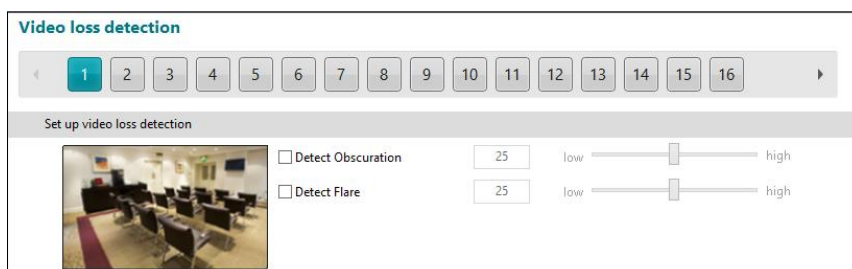 Video loss detection
1 2 3 4 5 6 7 8 9 10 11 12 13 14 15 16
Set up video loss detection
Detect Obscuration 25 low high
Detect Flare 25 low high